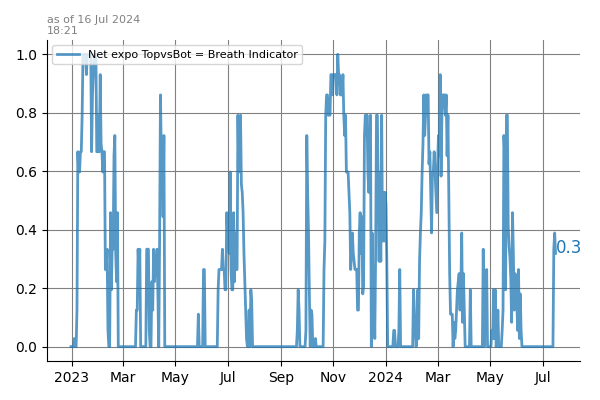 as of 16 Jul 2024
18:21
1.0
Net expo TopvsBot = Breath Indicator
0.8
0.6
0.4
0.3
0.2
0.0
2023 Mar May Jul Sep Nov 2024 Mar May Jul